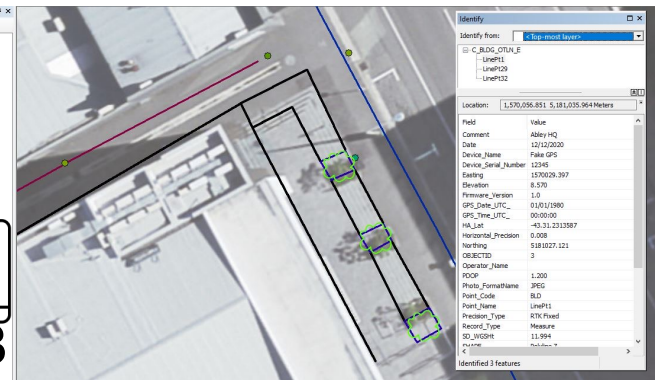 Identify
Identify from: <Top-most layer>
C_BLDG_OTLN_E
LinePt1
LinePt29
LinePt32
Location: 1,570,056.851 5,181,035.964 Meters
Field Value
Comment Abley HQ
Date 12/12/2020
Device_Name Fake GPS
Device_Serial_Number 12345
Easting 1570029.397
Elevation 8.570
Firmware_Version 1.0
GPS_Date_UTC_ 01/01/1980
GPS_Time_UTC_ 00:00:00
HA_Lat -43.31.2313587
Horizontal_Precision 0.008
Northing 5181027.121
OBJECTID 3
Operator_Name
PDOP 1.200
Photo_FormatName JPEG
Point_Code BLD
Point_Name LinePt1
Precision_Type RTK Fixed
Record_Type Measure
SD_WGSHt 11.994
SHAPE Polyline Z
Identified 3 features